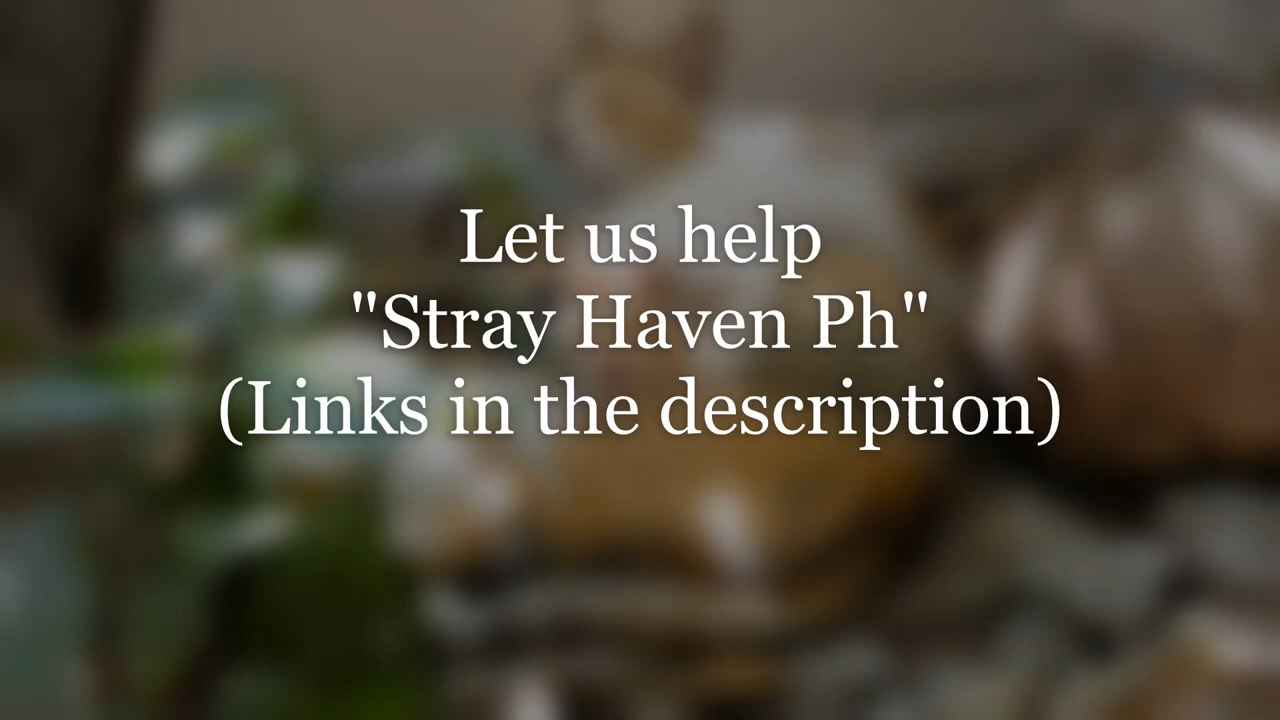 Let us help
"Stray Haven Ph"
(Links in the description)